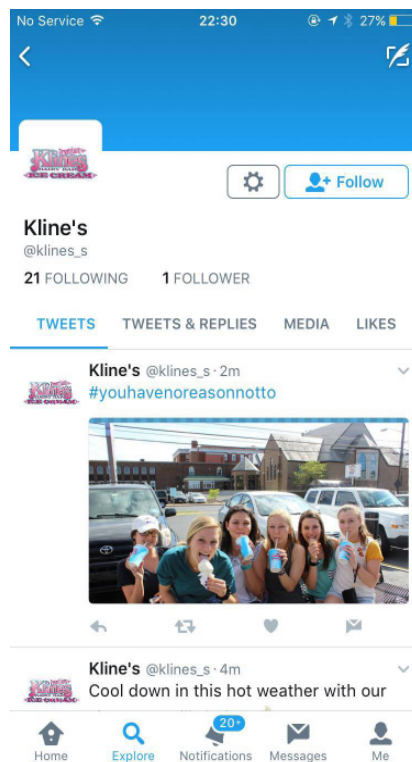 No Service 22:30 27%
Kline's
DAIRY BAR
ICE CREAM
Follow
Kline's
@klines_s
21 FOLLOWING 1 FOLLOWER
TWEETS TWEETS & REPLIES MEDIA LIKES
Kline's @klines_s · 2m
#youhavenoreasonnotto
Kline's @klines_s · 4m
Cool down in this hot weather with our
20+
Home Explore Notifications Messages Me